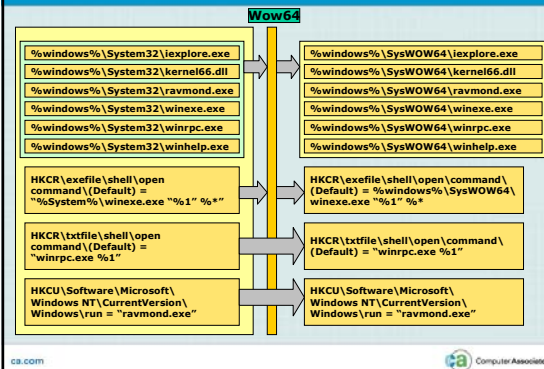 Wow64
%windows%\System32\iexplore.exe
%windows%\System32\kernel66.dll
%windows%\System32\ravmond.exe
%windows%\System32\winexe.exe
%windows%\System32\winrpc.exe
%windows%\System32\winhelp.exe
%windows%\SysWOW64\iexplore.exe
%windows%\SysWOW64\kernel66.dll
%windows%\SysWOW64\ravmond.exe
%windows%\SysWOW64\winexe.exe
%windows%\SysWOW64\winrpc.exe
%windows%\SysWOW64\winhelp.exe
HKCR\exefile\shell\open
command\(Default) =
“%System%\winexe.exe “%1” %*”
HKCR\exefile\shell\open\command\
(Default) = %windows%\SysWOW64\
winexe.exe “%1” %*
HKCR\txtfile\shell\open
command\(Default) =
“winrpc.exe %1”
HKCR\txtfile\shell\open\command\
(Default) = “winrpc.exe %1”
HKCU\Software\Microsoft\
Windows NT\CurrentVersion\
Windows\run = “ravmond.exe”
HKCU\Software\Microsoft\
Windows NT\CurrentVersion\
Windows\run = “ravmond.exe”
ca.com
ca Computer Associates